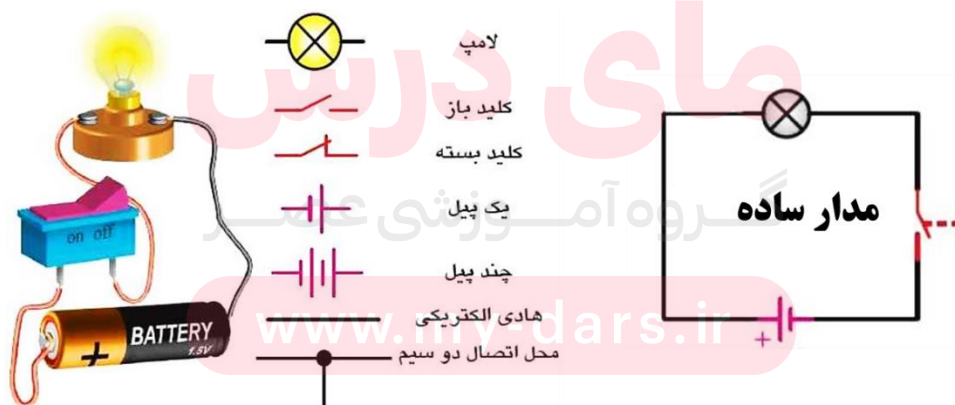 لامپ
کلید باز
کلید بسته
یک پیل
چند پیل
هادی الکتریکی
محل اتصال دو سیم
مدار ساده
on off
BATTERY
1.5V
+
+
مای درس
گروه آموزشی عصر
www.my-dars.ir